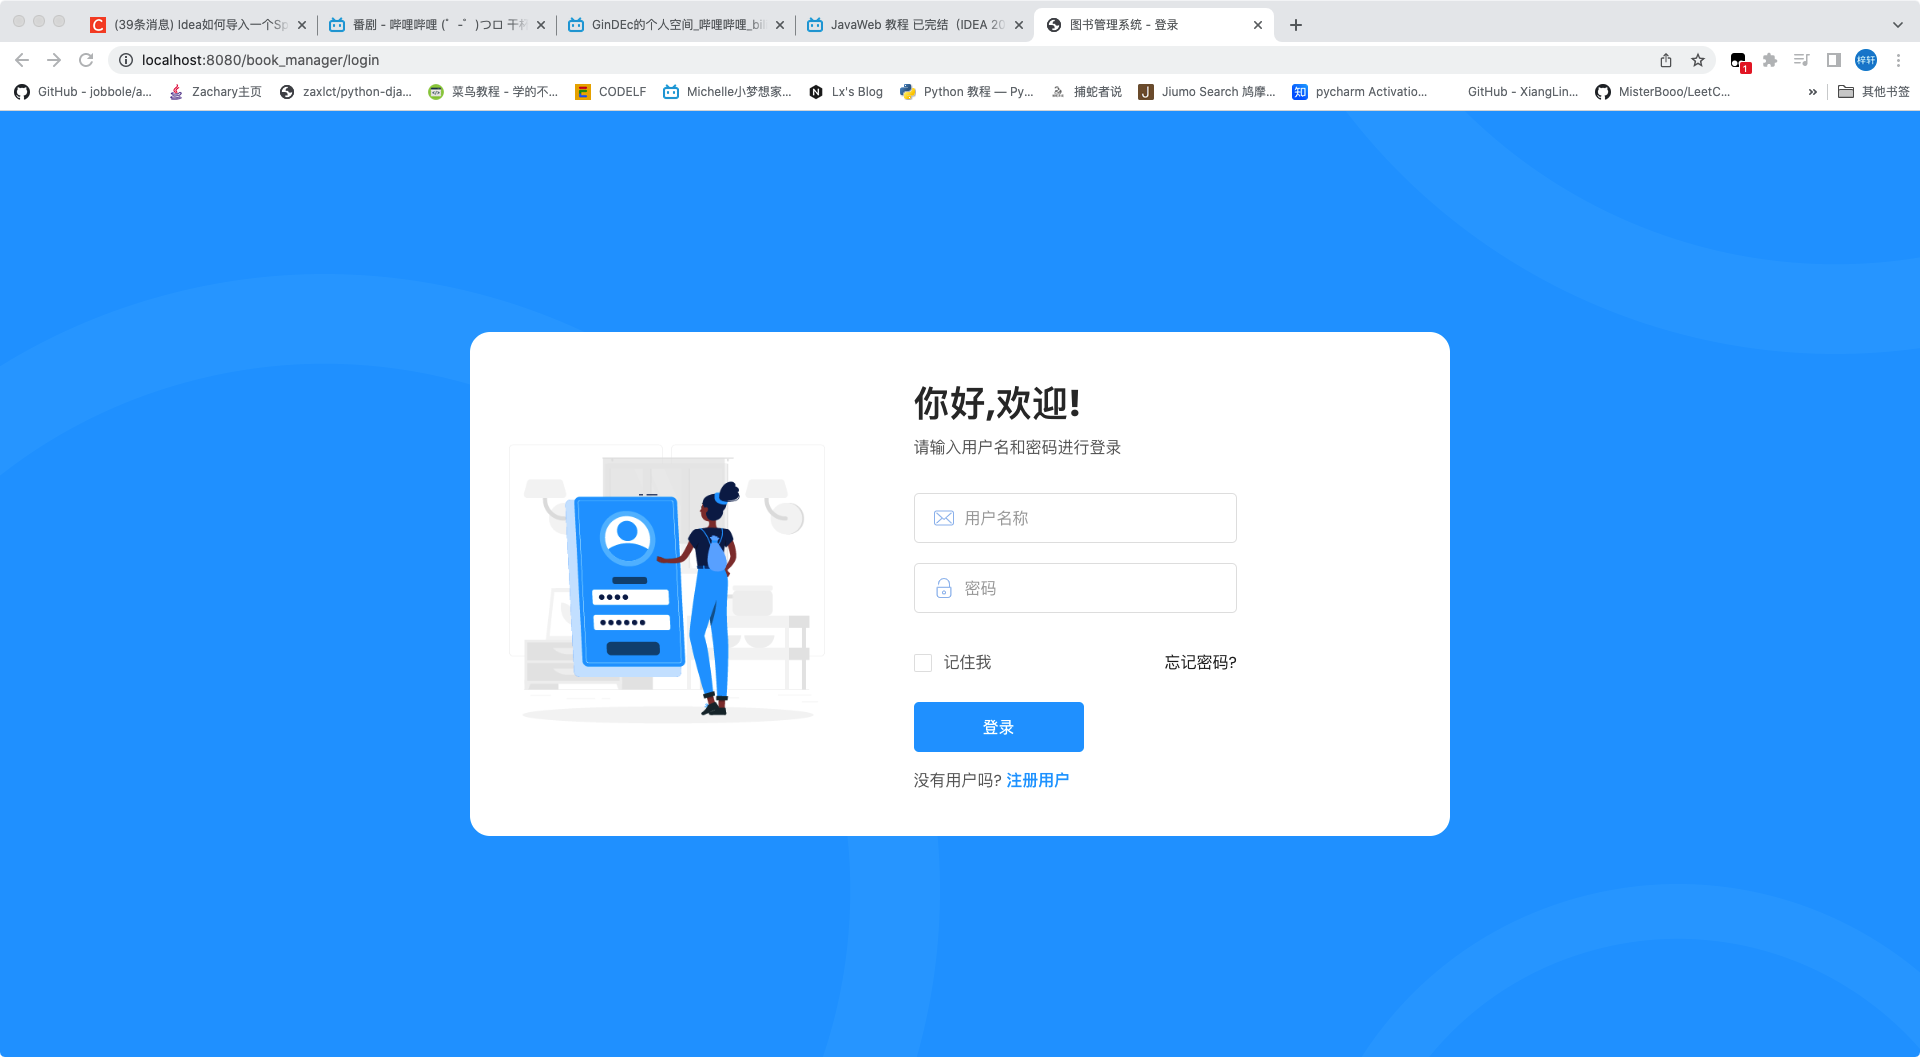 (39条消息) Idea如何导入一个Sp
番剧 - 哔哩哔哩 (゜-゜)つロ 干杯
GinDEc的个人空间_哔哩哔哩_bili
JavaWeb 教程 已完结（IDEA 20
图书管理系统 - 登录
localhost:8080/book_manager/login
1
梓轩
GitHub - jobbole/a...
Zachary主页
zaxlct/python-dja...
菜鸟教程 - 学的不...
CODELF
Michelle小梦想家...
Lx's Blog
Python 教程 — Py...
捕蛇者说
Jiumo Search 鸠摩...
pycharm Activatio...
GitHub - XiangLin...
MisterBooo/LeetC...
»
其他书签
你好,欢迎!
请输入用户名和密码进行登录
用户名称
密码
记住我
忘记密码?
登录
没有用户吗? 注册用户